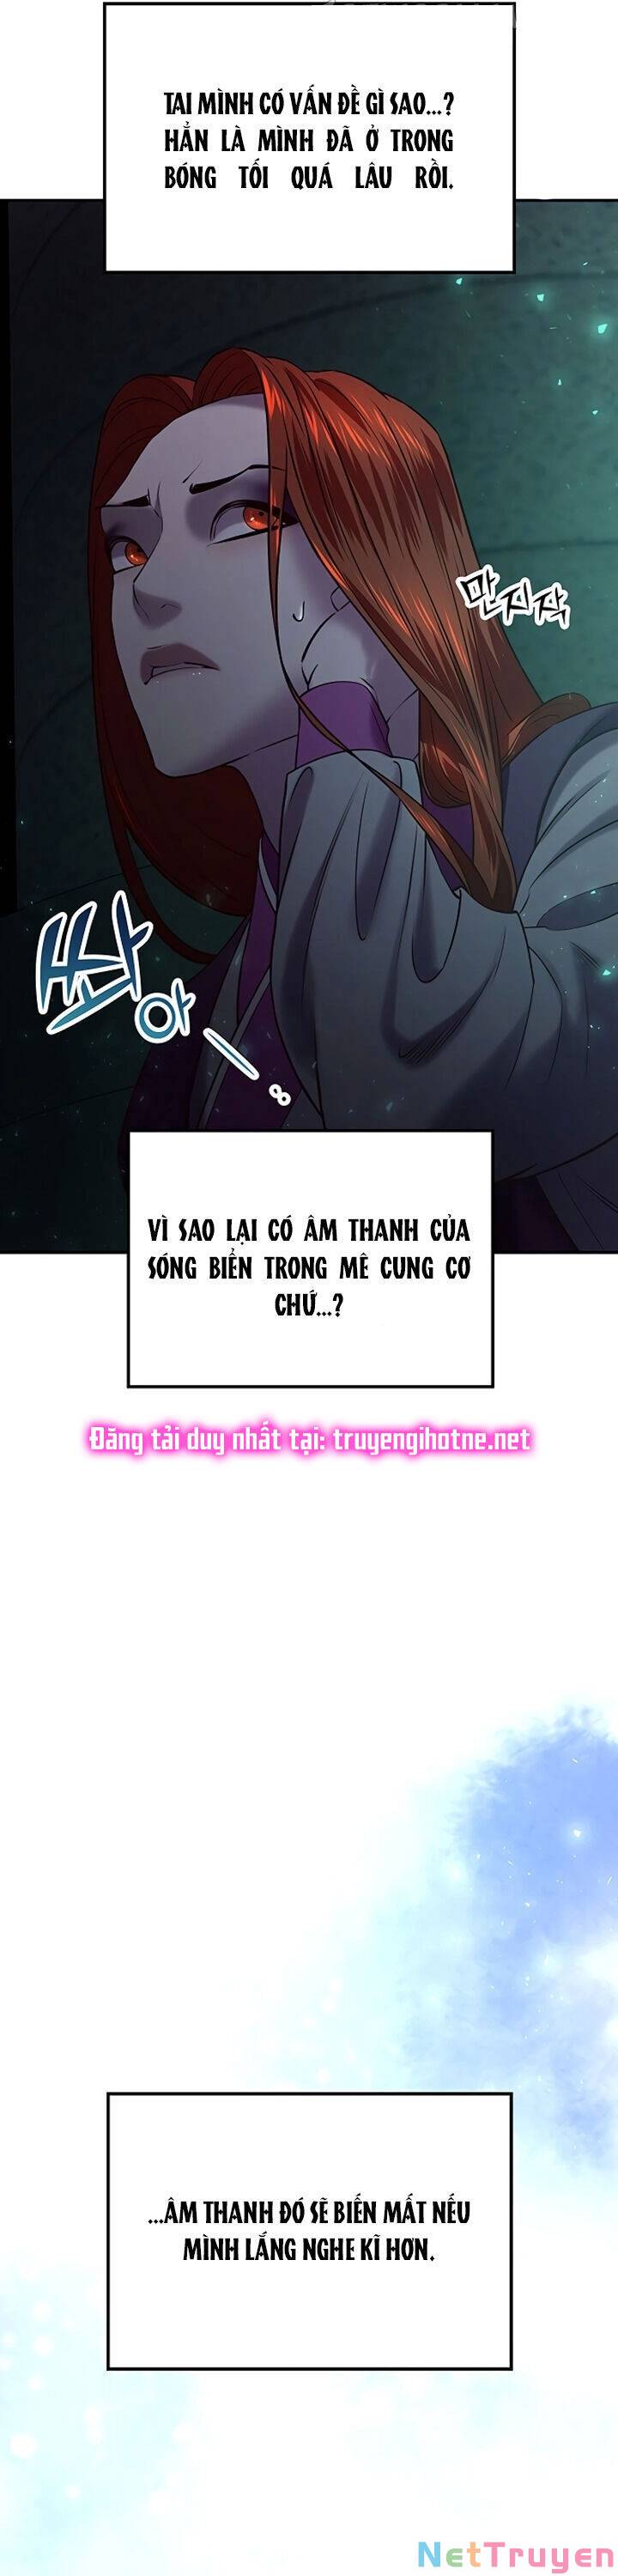 TAI MÌNH CÓ VẤN ĐỀ GÌ SAO...?
HẲN LÀ MÌNH ĐÃ Ở TRONG
BÓNG TỐI QUÁ LÂU RỒI.
만지작
쏴
아
VÌ SAO LẠI CÓ ÂM THANH CỦA
SÓNG BIỂN TRONG MÊ CUNG CƠ
CHỨ...?
Đăng tải duy nhất tại: truyengihotne.net
...ÂM THANH ĐÓ SẼ BIẾN MẤT NẾU
MÌNH LẮNG NGHE KĨ HƠN.
NetTruyen